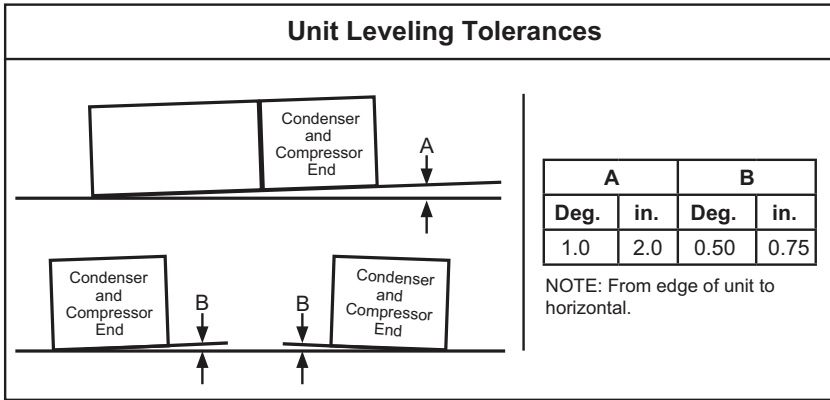 Unit Leveling Tolerances
Condenser
and
Compressor
End
A
Condenser
and
Compressor
End
B
B
Condenser
and
Compressor
End
A B
Deg. in. Deg. in.
1.0 2.0 0.50 0.75
NOTE: From edge of unit to
horizontal.